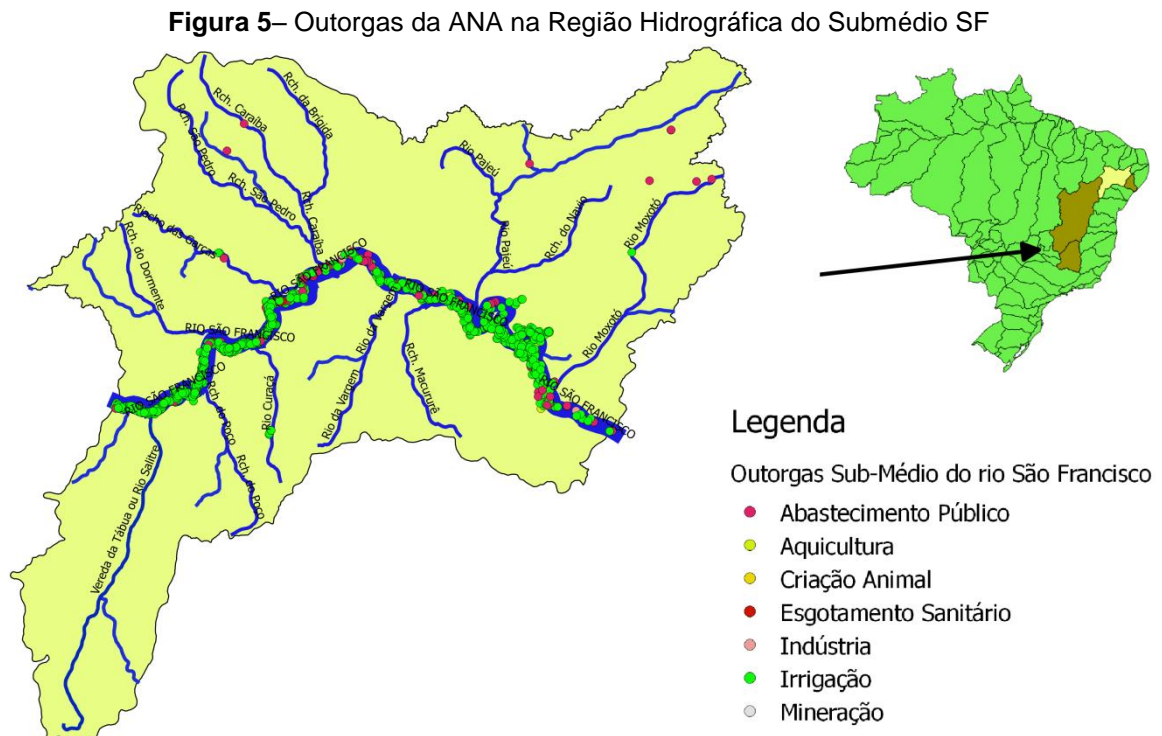 Figura 5– Outorgas da ANA na Região Hidrográfica do Submédio SF
Rch. Caraíba
Rch. da Brígida
Rch. São Pedro
Rch. São Pedro
Rch. Caraíba
Riacho das Garças
Rch. do Dormente
Rio Pajeú
Rio Pajeú
Rch. do Navio
Rio Moxotó
Rio Moxotó
RIO SÃO FRANCISCO
RIO SÃO FRANCISCO
RIO SÃO FRANCISCO
RIO SÃO FRANCISCO
RIO SÃO FRANCISCO
Rio da Vargem
Rio da Vargem
Rch. Macururê
Rio Curaçá
Rch. do Poço
Rch. do Poço
Vereda da Tábua ou Rio Salitre
Legenda
Outorgas Sub-Médio do rio São Francisco
Abastecimento Público
Aquicultura
Criação Animal
Esgotamento Sanitário
Indústria
Irrigação
Mineração